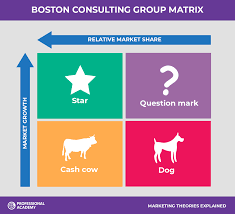 BOSTON CONSULTING GROUP MATRIX
RELATIVE MARKET SHARE
MARKET GROWTH
Star
?
Question mark
Cash cow
Dog
PROFESSIONAL
ACADEMY
MARKETING THEORIES EXPLAINED